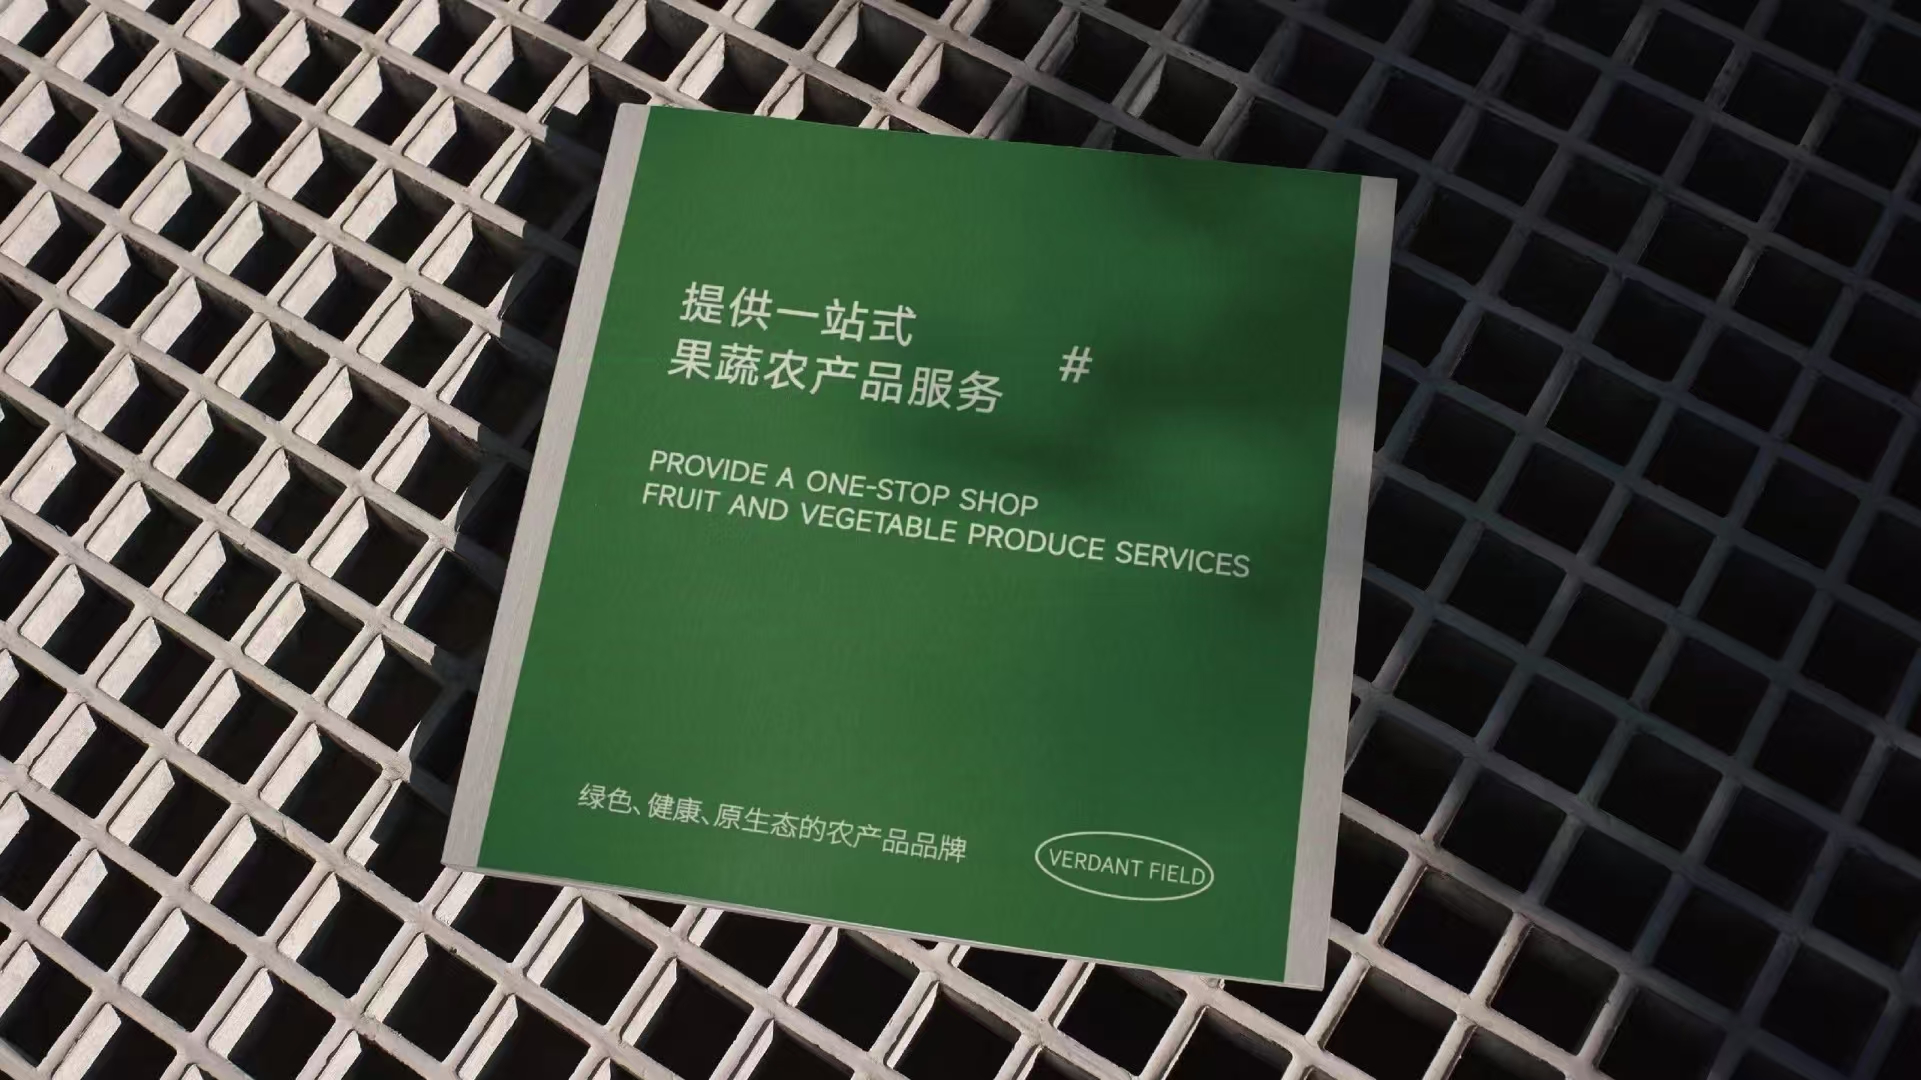 提供一站式
果蔬农产品服务
#
PROVIDE A ONE-STOP SHOP
FRUIT AND VEGETABLE PRODUCE SERVICES
绿色、健康、原生态的农产品品牌
VERDANT FIELD